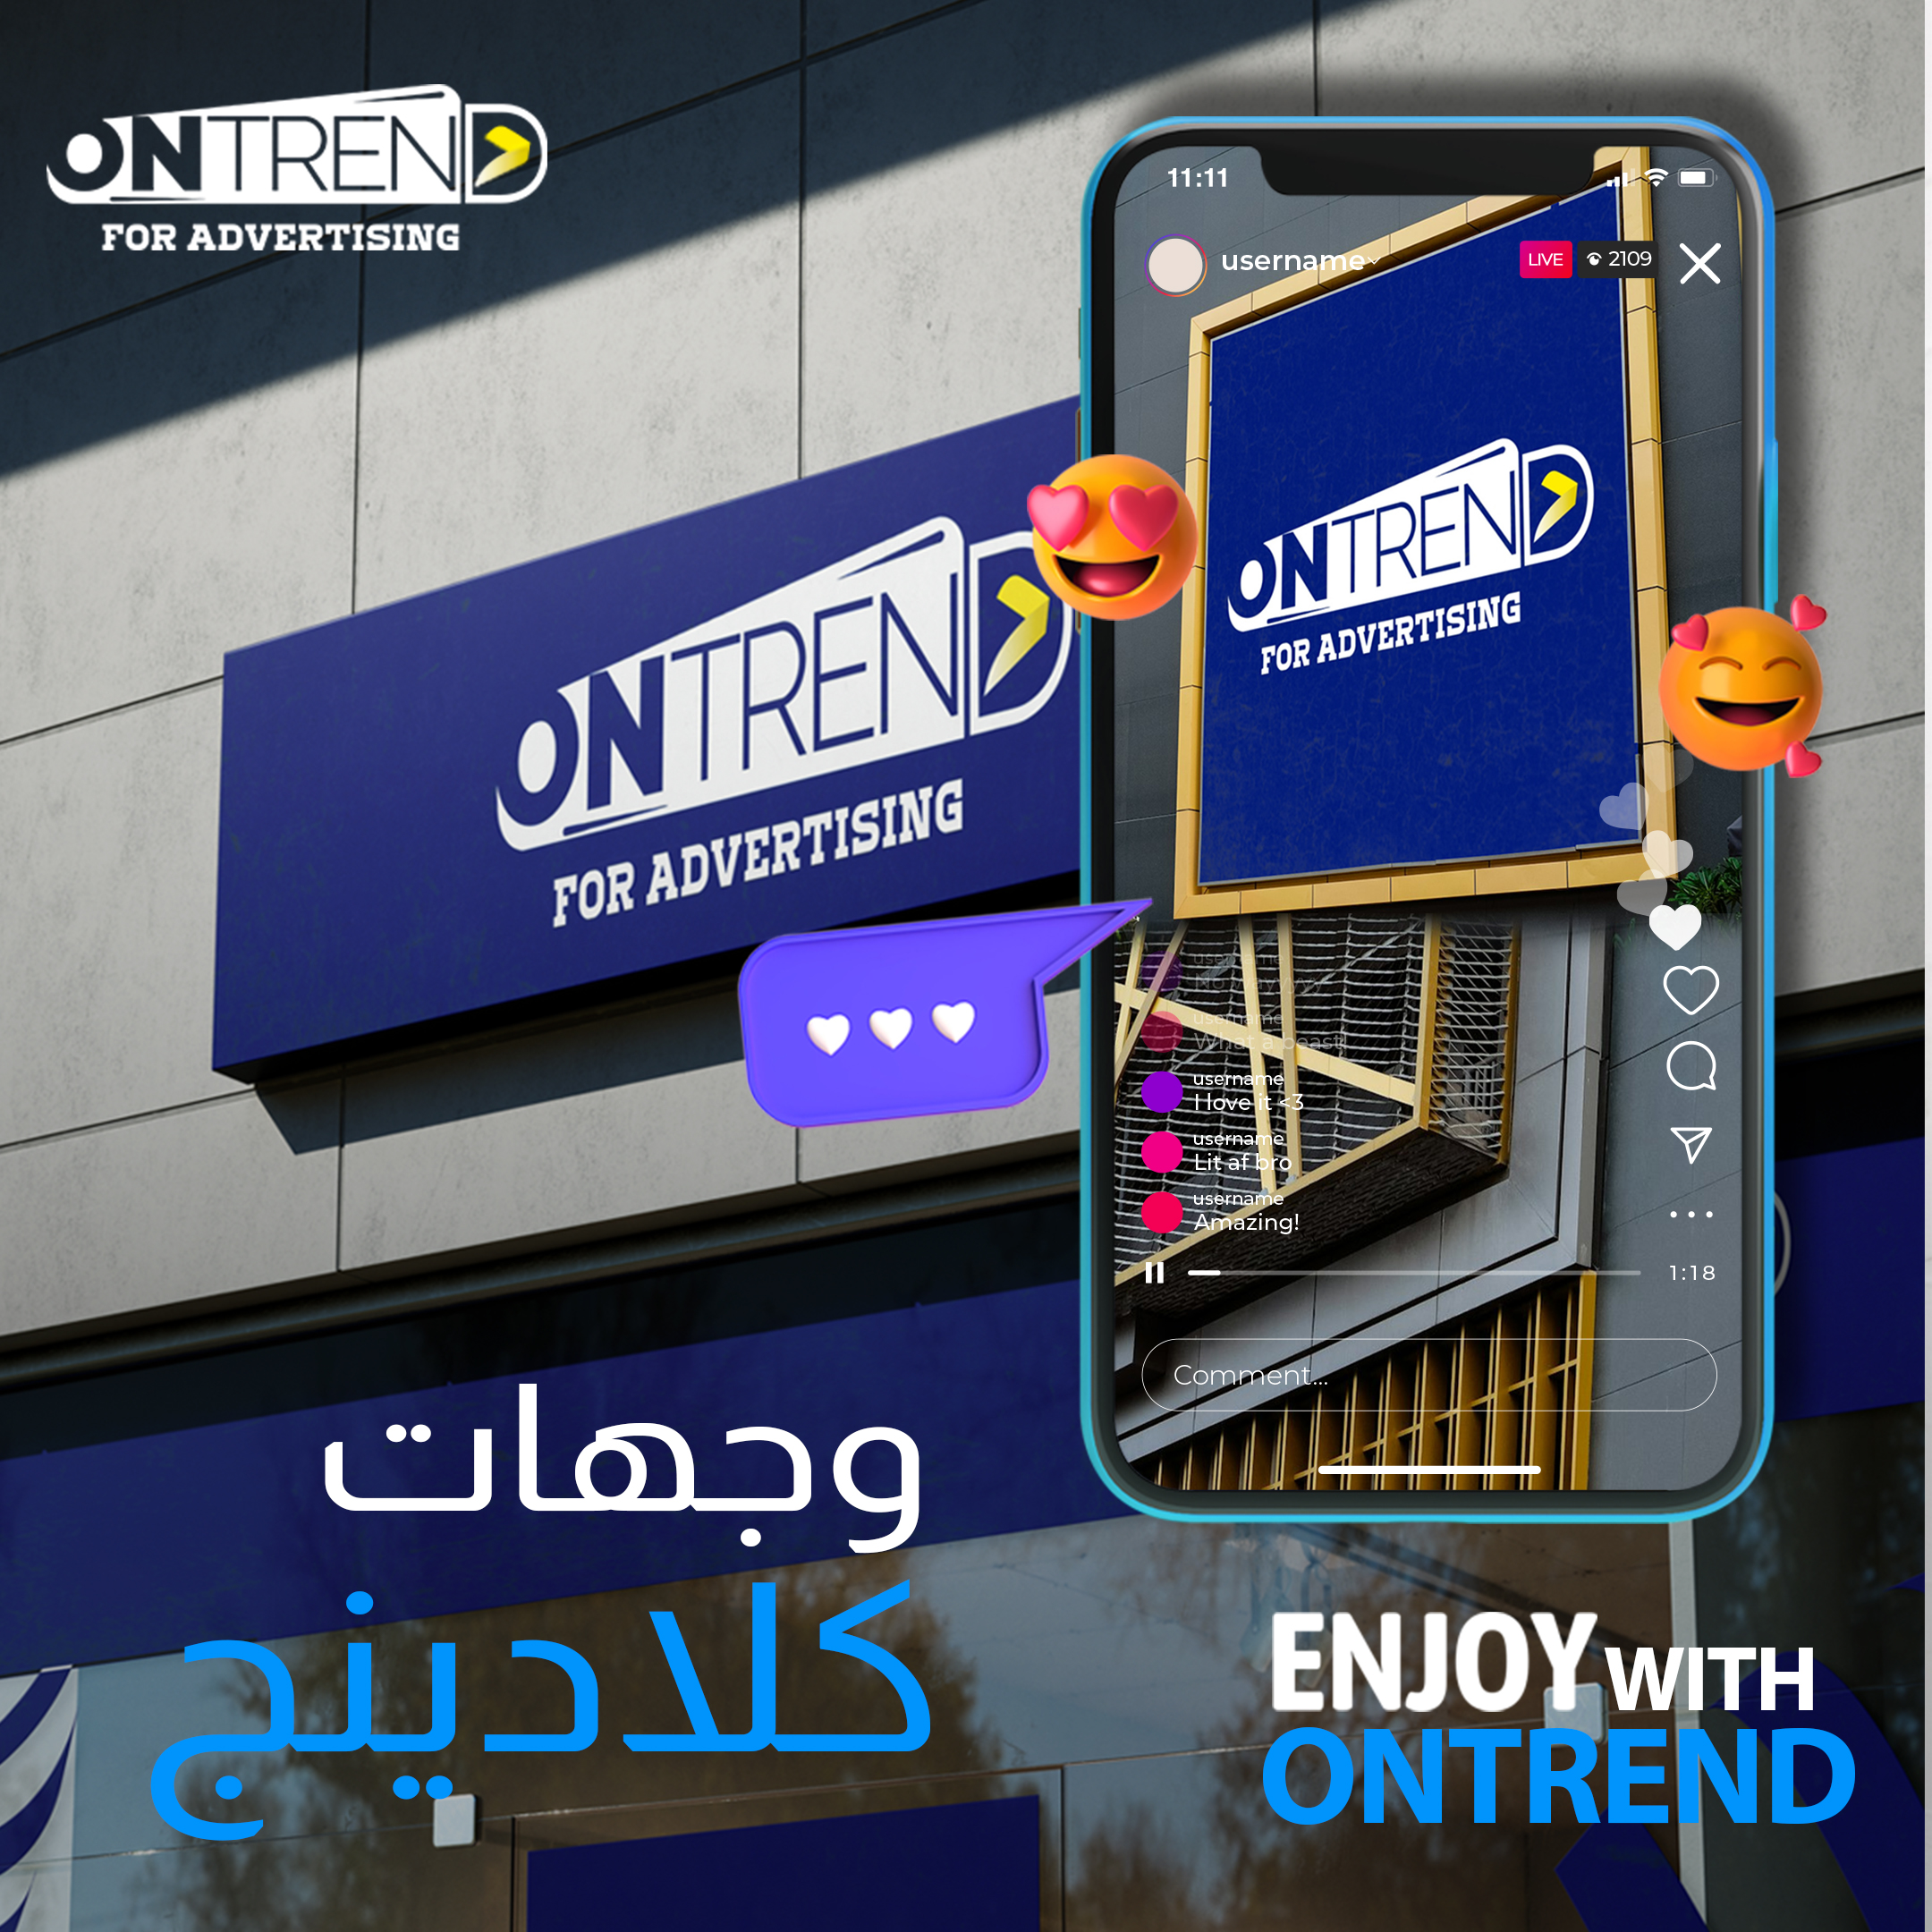 ONTREND
FOR ADVERTISING
ONTREND
FOR ADVERTISING
11:11
username
LIVE
2109
ONTREND
FOR ADVERTISING
username
username
What a beast!
username
I love it <3
username
Lit af bro
username
Amazing!
1:18
Comment...
وجهات
كلادينج
ENJOY WITH
ONTREND